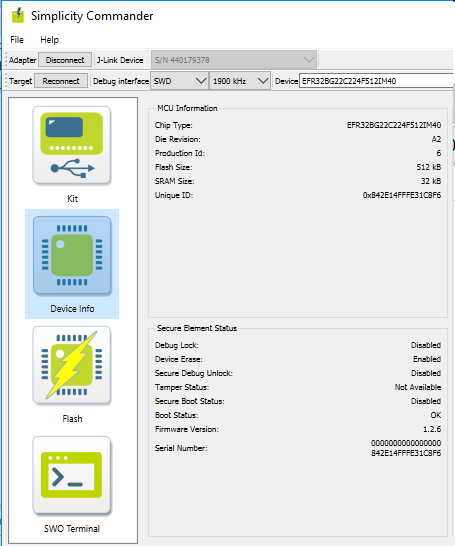 Simplicity Commander
File Help
Adapter Disconnect J-Link Device S/N 440179378
Target Reconnect Debug interface SWD 1900 kHz Device EFR32BG22C224F512IM40
Kit
Device Info
Flash
SWO Terminal
MCU Information
Chip Type: EFR32BG22C224F512IM40
Die Revision: A2
Production Id: 6
Flash Size: 512 kB
SRAM Size: 32 kB
Unique ID: 0x842E14FFFE31C8F6
Secure Element Status
Debug Lock: Disabled
Device Erase: Enabled
Secure Debug Unlock: Disabled
Tamper Status: Not Available
Secure Boot Status: Disabled
Boot Status: OK
Firmware Version: 1.2.6
Serial Number: 0000000000000000
842E14FFFE31C8F6